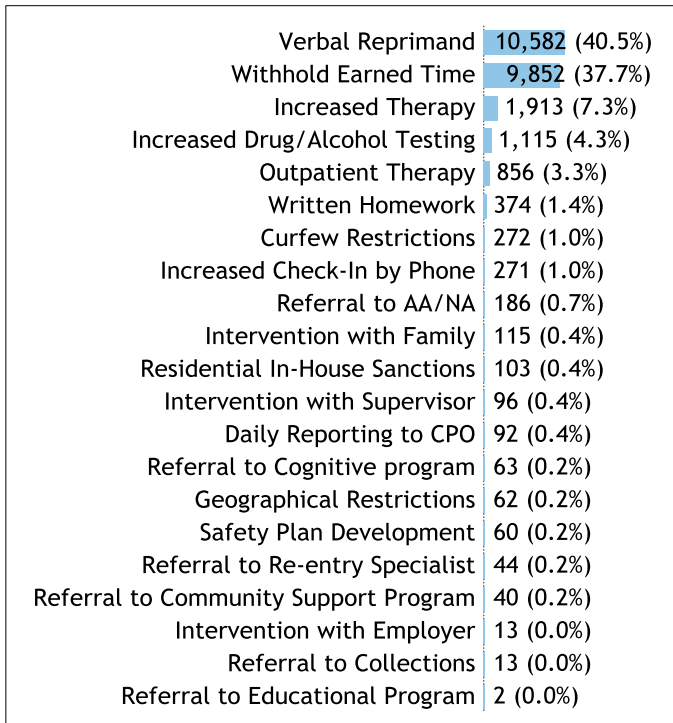 Verbal Reprimand 10,582 (40.5%)
Withhold Earned Time 9,852 (37.7%)
Increased Therapy 1,913 (7.3%)
Increased Drug/Alcohol Testing 1,115 (4.3%)
Outpatient Therapy 856 (3.3%)
Written Homework 374 (1.4%)
Curfew Restrictions 272 (1.0%)
Increased Check-In by Phone 271 (1.0%)
Referral to AA/NA 186 (0.7%)
Intervention with Family 115 (0.4%)
Residential In-House Sanctions 103 (0.4%)
Intervention with Supervisor 96 (0.4%)
Daily Reporting to CPO 92 (0.4%)
Referral to Cognitive program 63 (0.2%)
Geographical Restrictions 62 (0.2%)
Safety Plan Development 60 (0.2%)
Referral to Re-entry Specialist 44 (0.2%)
Referral to Community Support Program 40 (0.2%)
Intervention with Employer 13 (0.0%)
Referral to Collections 13 (0.0%)
Referral to Educational Program 2 (0.0%)